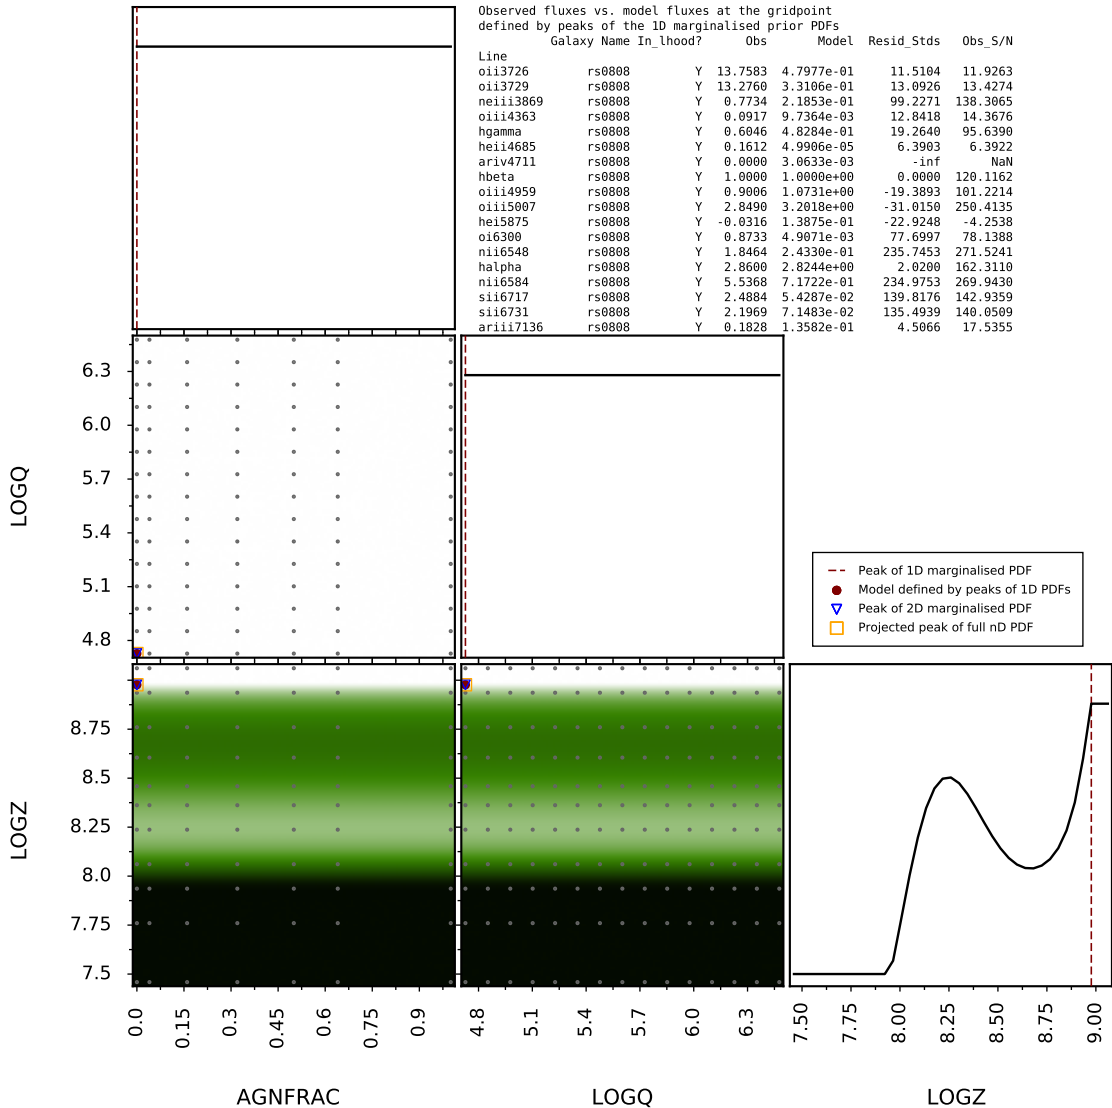 Observed fluxes vs. model fluxes at the gridpoint
defined by peaks of the 1D marginalised prior PDFs
Galaxy Name In_lhood? Obs Model Resid_Stds Obs_S/N
Line
oii3726 rs0808 Y 13.7583 4.7977e-01 11.5104 11.9263
oii3729 rs0808 Y 13.2760 3.3106e-01 13.0926 13.4274
neiii3869 rs0808 Y 0.7734 2.1853e-01 99.2271 138.3065
oiii4363 rs0808 Y 0.0917 9.7364e-03 12.8418 14.3676
hgamma rs0808 Y 0.6046 4.8284e-01 19.2640 95.6390
heii4685 rs0808 Y 0.1612 4.9906e-05 6.3903 6.3922
ariv4711 rs0808 Y 0.0000 3.0633e-03 -inf NaN
hbeta rs0808 Y 1.0000 1.0000e+00 0.0000 120.1162
oiii4959 rs0808 Y 0.9006 1.0731e+00 -19.3893 101.2214
oiii5007 rs0808 Y 2.8490 3.2018e+00 -31.0150 250.4135
hei5875 rs0808 Y -0.0316 1.3875e-01 -22.9248 -4.2538
oi6300 rs0808 Y 0.8733 4.9071e-03 77.6997 78.1388
nii6548 rs0808 Y 1.8464 2.4330e-01 235.7453 271.5241
halpha rs0808 Y 2.8600 2.8244e+00 2.0200 162.3110
nii6584 rs0808 Y 5.5368 7.1722e-01 234.9753 269.9430
sii6717 rs0808 Y 2.4884 5.4287e-02 139.8176 142.9359
sii6731 rs0808 Y 2.1969 7.1483e-02 135.4939 140.0509
ariii7136 rs0808 Y 0.1828 1.3582e-01 4.5066 17.5355
6.3
6.0
5.7
5.4
5.1
4.8
LOGQ
Peak of 1D marginalised PDF
Model defined by peaks of 1D PDFs
Peak of 2D marginalised PDF
Projected peak of full nD PDF
8.75
8.5
8.25
8.0
7.75
7.5
LOGZ
0.0 0.15 0.3 0.45 0.6 0.75 0.9
4.8 5.1 5.4 5.7 6.0 6.3
7.50 7.75 8.00 8.25 8.50 8.75 9.00
AGNFRAC LOGQ LOGZ